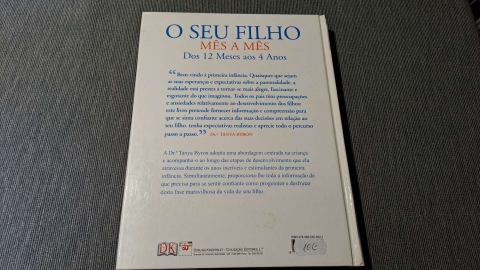 O SEU FILHO
MÊS A MÊS
Dos 12 Meses aos 4 Anos
“ Bem-vindo à primeira infância. Quaisquer que sejam
as suas esperanças e expectativas sobre a parentalidade, a
realidade está prestes a tornar-se mais alegre, fascinante e
esgotante do que imaginou. Todos os pais têm preocupações
e ansiedades relativamente ao desenvolvimento dos filhos:
este livro pretende fornecer informação e compreensão para
que se sinta confiante acerca das suas decisões em relação ao
seu filho, tenha expectativas realistas e aprecie todo o percurso
passo a passo. ” Dr.ª TANYA BYRON
A Dr.ª Tanya Byron adopta uma abordagem centrada na criança
e acompanha-o ao longo das etapas de desenvolvimento que ela
atravessa durante os anos incríveis e estimulantes da primeira
infância. Simultaneamente, proporciona-lhe toda a informação de
que precisa para se sentir confiante como progenitor e desfrutar
desta fase maravilhosa da vida do seu filho.
DK
10€